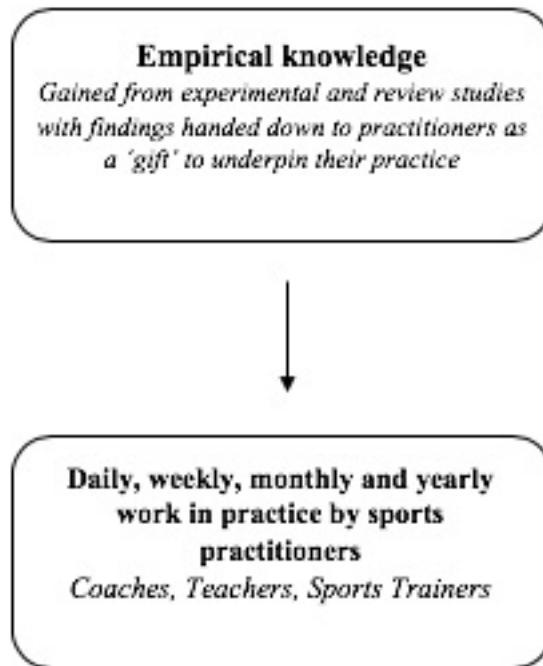 Empirical knowledge
Gained from experimental and review studies
with findings handed down to practitioners as
a ´gift´ to underpin their practice
Daily, weekly, monthly and yearly
work in practice by sports
practitioners
Coaches, Teachers, Sports Trainers